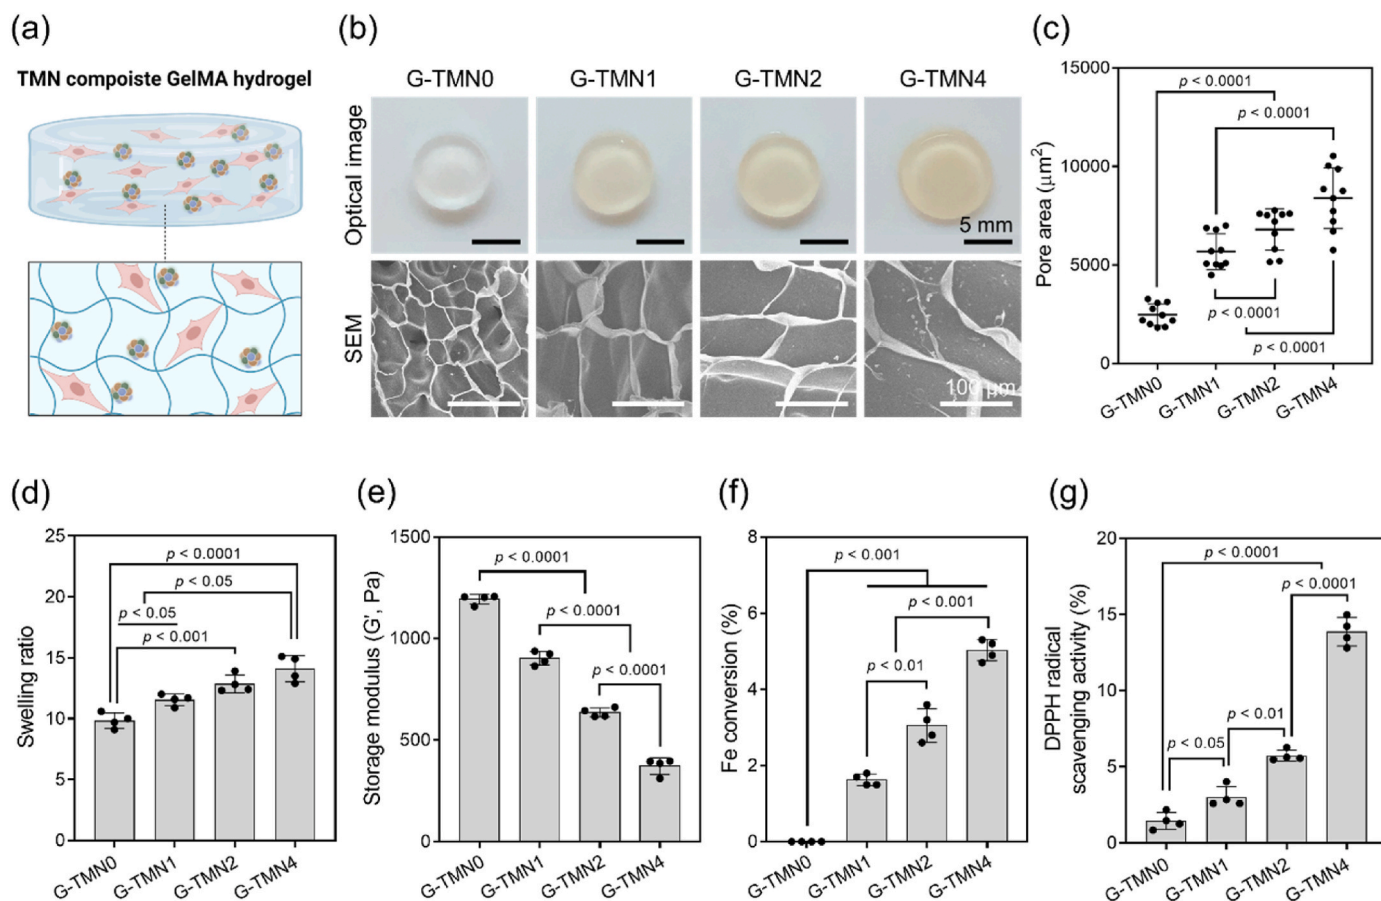 (a)
TMN compoiste GelMA hydrogel
(b)
G-TMN0 G-TMN1 G-TMN2 G-TMN4
Optical image
5 mm
SEM
100 μm
(c)
Pore area (μm²)
15000
10000
5000
0
p < 0.0001
p < 0.0001
p < 0.0001
p < 0.0001
G-TMN0 G-TMN1 G-TMN2 G-TMN4
(d)
Swelling ratio
25
20
15
10
5
0
p < 0.0001
p < 0.05
p < 0.05
p < 0.001
G-TMN0 G-TMN1 G-TMN2 G-TMN4
(e)
Storage modulus (G', Pa)
1500
1000
500
0
p < 0.0001
p < 0.0001
p < 0.0001
G-TMN0 G-TMN1 G-TMN2 G-TMN4
(f)
Fe conversion (%)
8
6
4
2
0
p < 0.001
p < 0.001
p < 0.01
G-TMN0 G-TMN1 G-TMN2 G-TMN4
(g)
DPPH radical
scavenging activity (%)
20
15
10
5
0
p < 0.0001
p < 0.0001
p < 0.01
p < 0.05
G-TMN0 G-TMN1 G-TMN2 G-TMN4